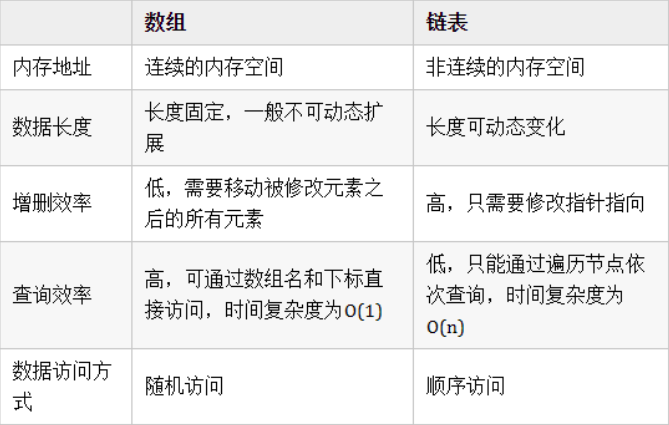 数组
链表
内存地址
连续的内存空间
非连续的内存空间
数据长度
长度固定，一般不可动态扩
展
长度可动态变化
增删效率
低，需要移动被修改元素之
后的所有元素
高，只需要修改指针指向
查询效率
高，可通过数组名和下标直
接访问，时间复杂度为O(1)
低，只能通过遍历节点依
次查询，时间复杂度为
O(n)
数据访问方
式
随机访问
顺序访问